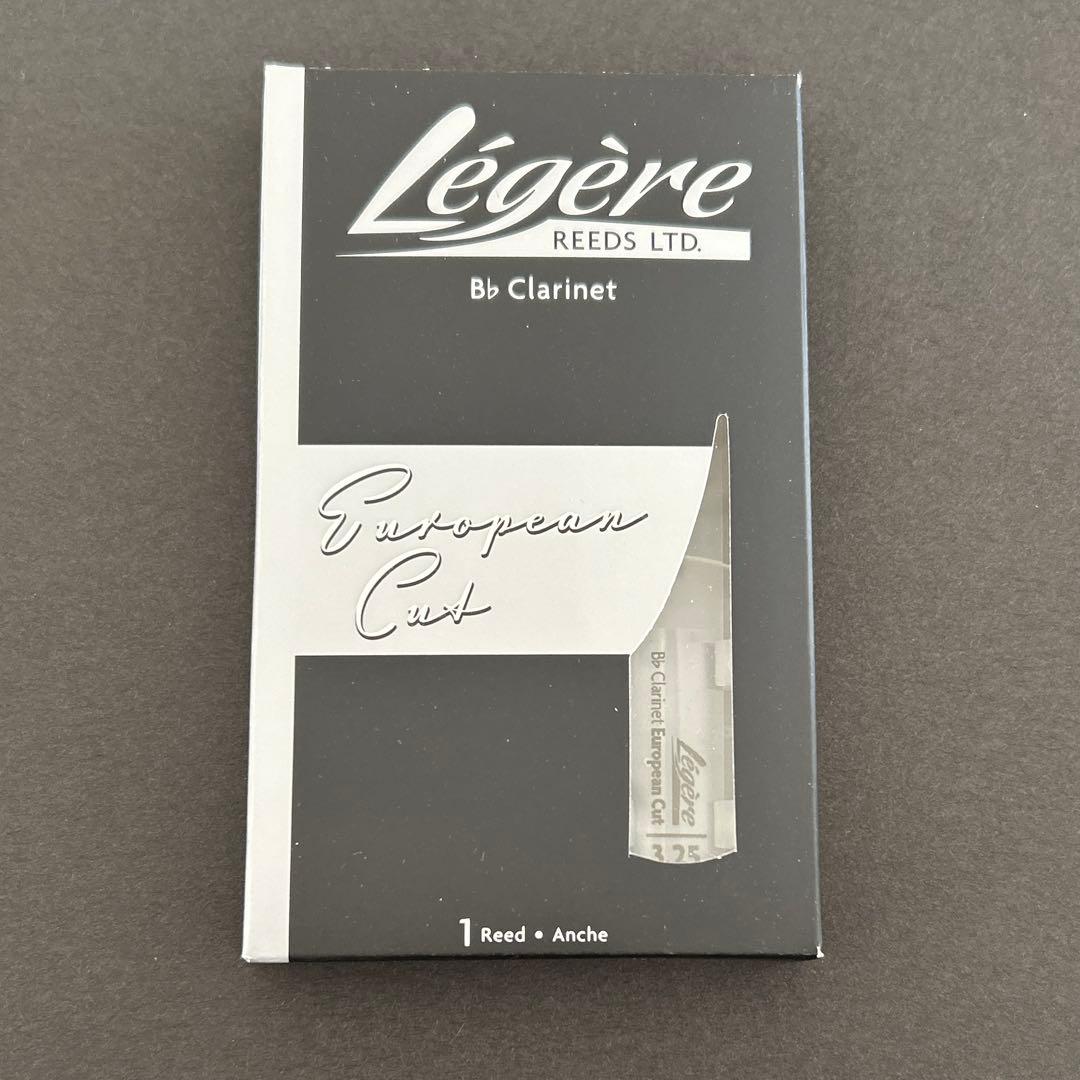 Légère
REEDS LTD.
B♭ Clarinet
European
Cut
B♭ Clarinet European Cut
légère
3.25
1 Reed • Anche